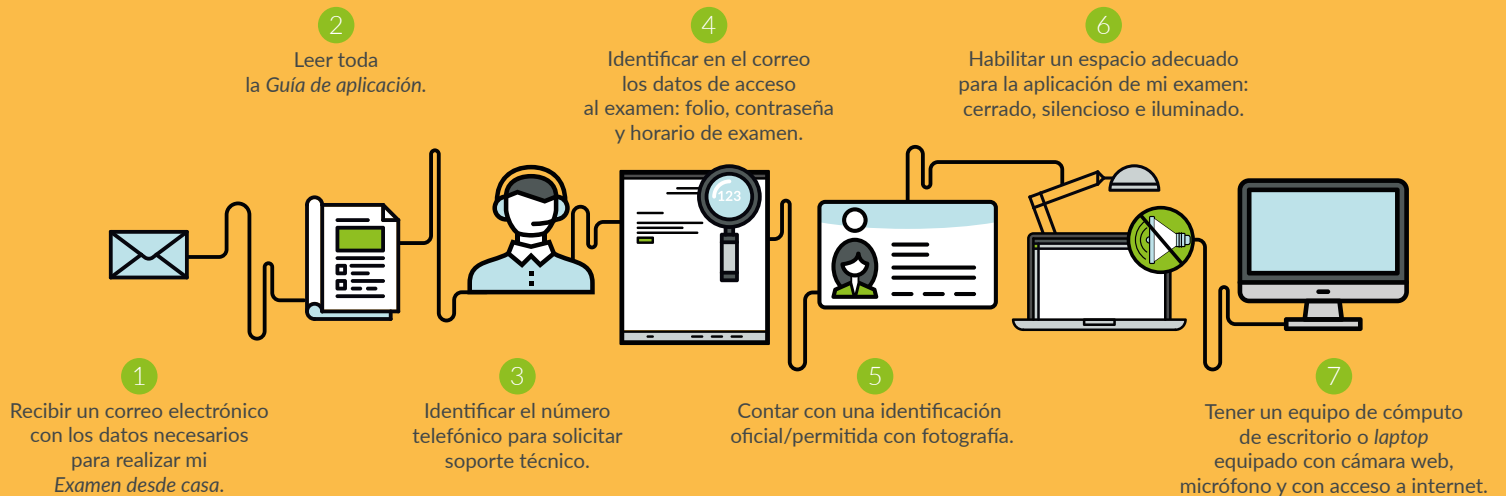 1
Recibir un correo electrónico
con los datos necesarios
para realizar mi
Examen desde casa.
2
Leer toda
la Guía de aplicación.
3
Identificar el número
telefónico para solicitar
soporte técnico.
4
Identificar en el correo
los datos de acceso
al examen: folio, contraseña
y horario de examen.
123
5
Contar con una identificación
oficial/permitida con fotografía.
6
Habilitar un espacio adecuado
para la aplicación de mi examen:
cerrado, silencioso e iluminado.
7
Tener un equipo de cómputo
de escritorio o laptop
equipado con cámara web,
micrófono y con acceso a internet.